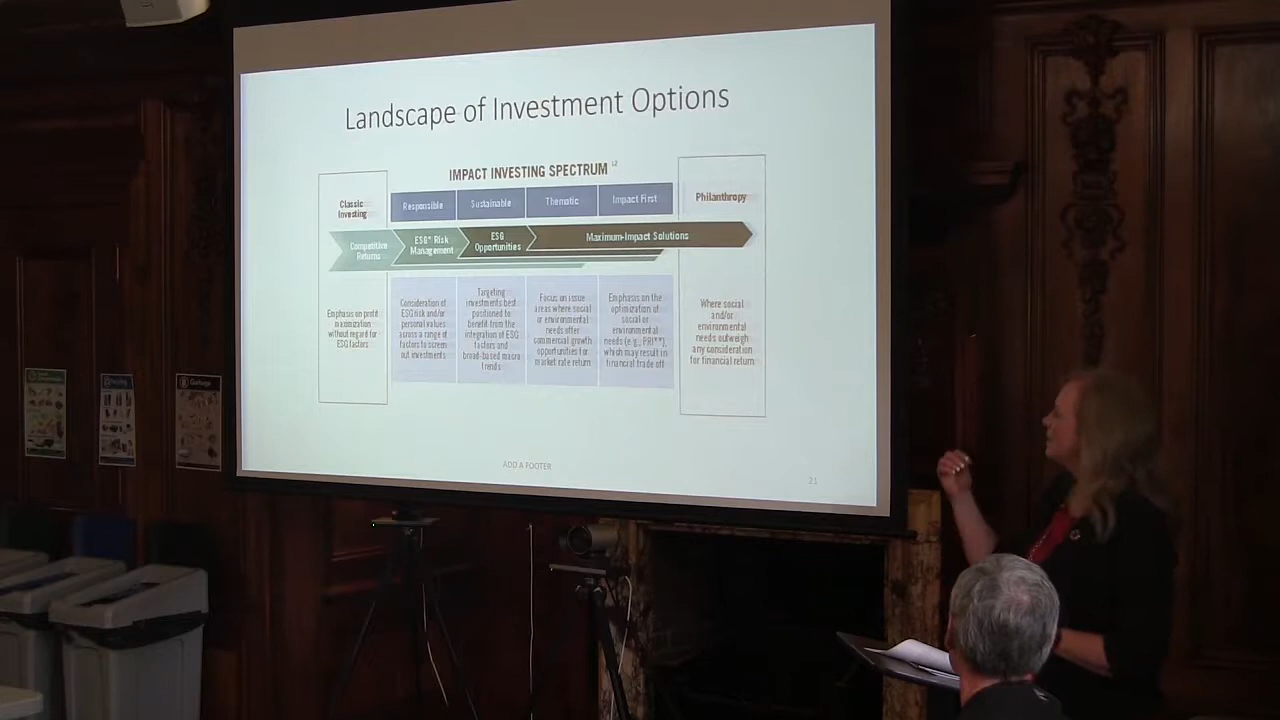 Landscape of Investment Options
IMPACT INVESTING SPECTRUM
Classic
Investing
Responsible
Sustainable
Thematic
Impact First
Philanthropy
Competitive
Returns
ESG* Risk
Management
ESG
Opportunities
Maximum-Impact Solutions
Emphasis on profit
maximization
without regard for
ESG factors
Consideration of
ESG risk and/or
personal values
across a range of
factors to screen
out investments
Targeting
investments best
positioned to
benefit from the
integration of ESG
factors and
broad-based macro
trends
Focus on issue
areas where social
or environmental
needs offer
commercial growth
opportunities for
market rate return
Emphasis on the
optimization of
social or
environmental
needs (e.g., PRI**),
which may result in
financial trade off
Where social
and/or
environmental
needs outweigh
any consideration
for financial return
ADD A FOOTER
21
Recycling
Garbage